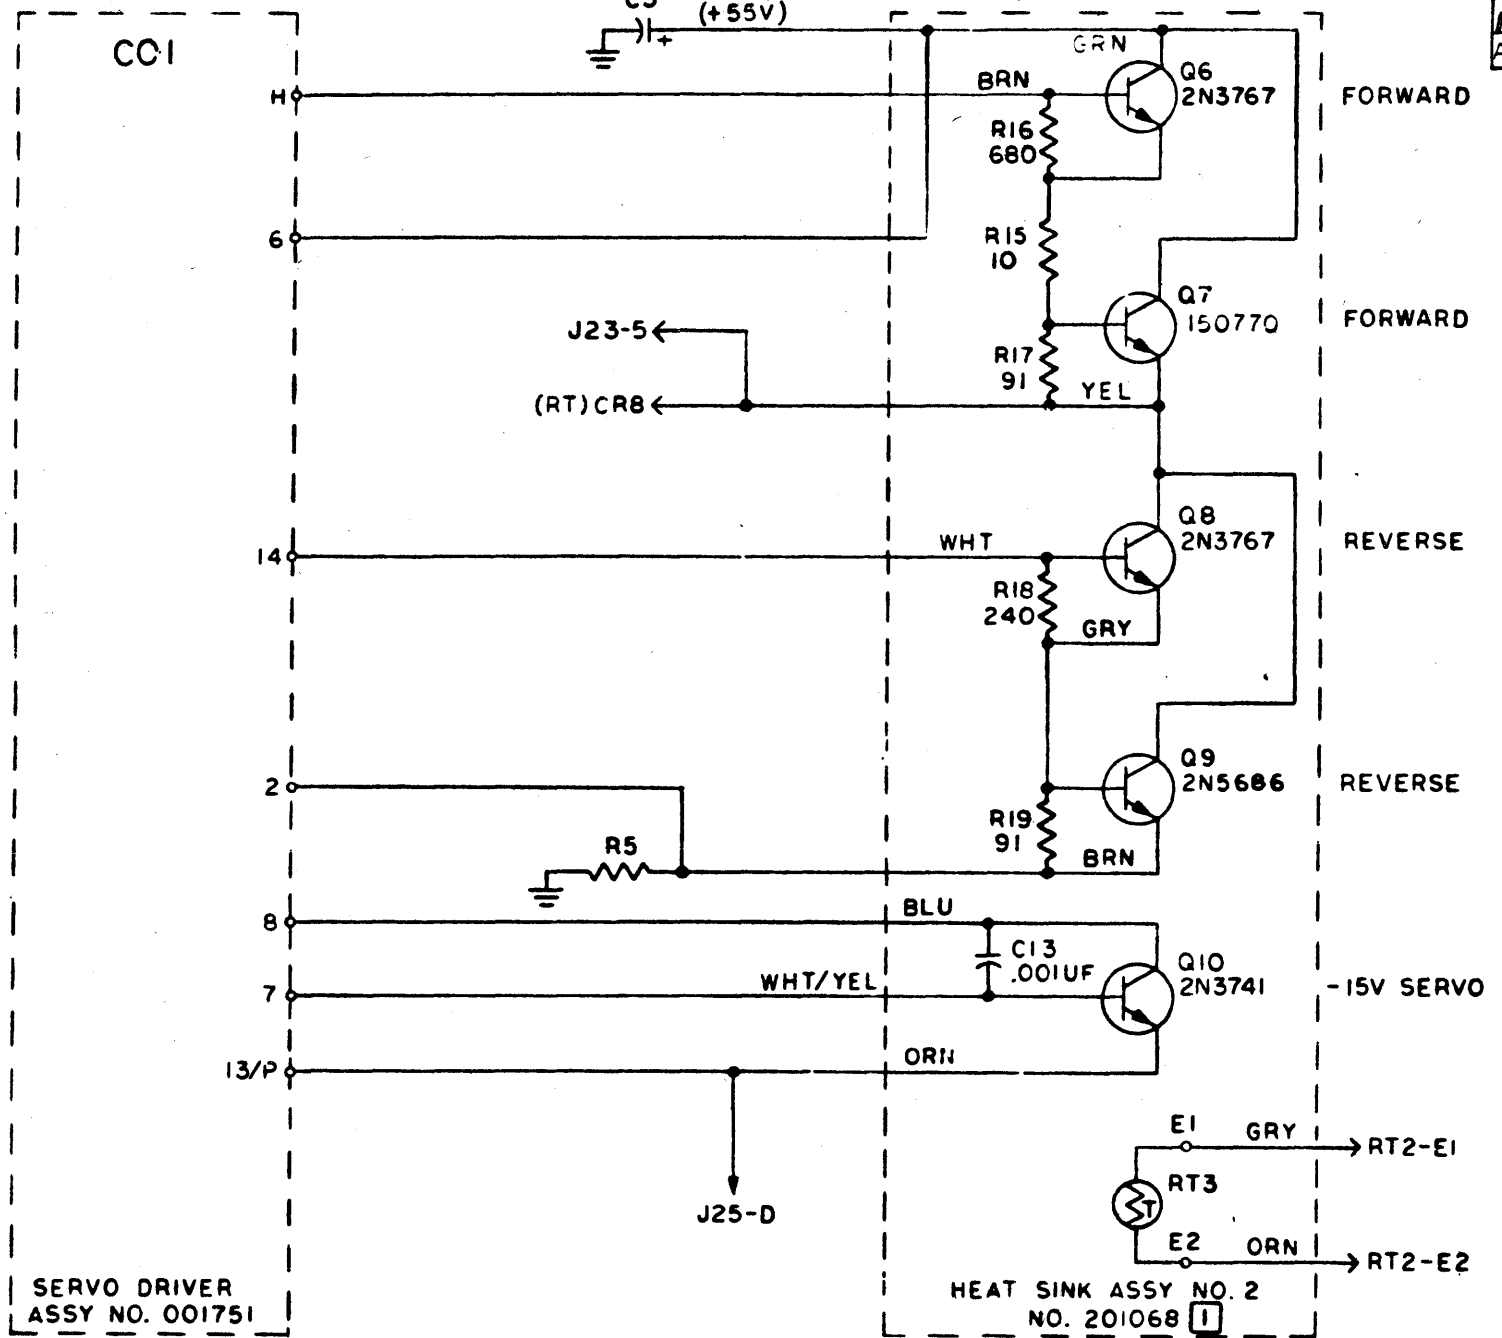 C01
(+55V)
GRN
H
BRN
Q6
2N3767
FORWARD
R16
680
6
R15
10
Q7
150770
FORWARD
J23-5
R17
91
YEL
(RT) CR8
14
WHT
Q8
2N3767
REVERSE
R18
240
GRY
2
Q9
2N5686
REVERSE
R19
91
R5
BRN
8
BLU
C13
.001UF
Q10
2N3741
-15V SERVO
7
WHT/YEL
13/P
ORN
J25-D
E1
GRY
RT2-E1
RT3
T
E2
ORN
RT2-E2
SERVO DRIVER
ASSY NO. 001751
HEAT SINK ASSY NO. 2
NO. 201068 1